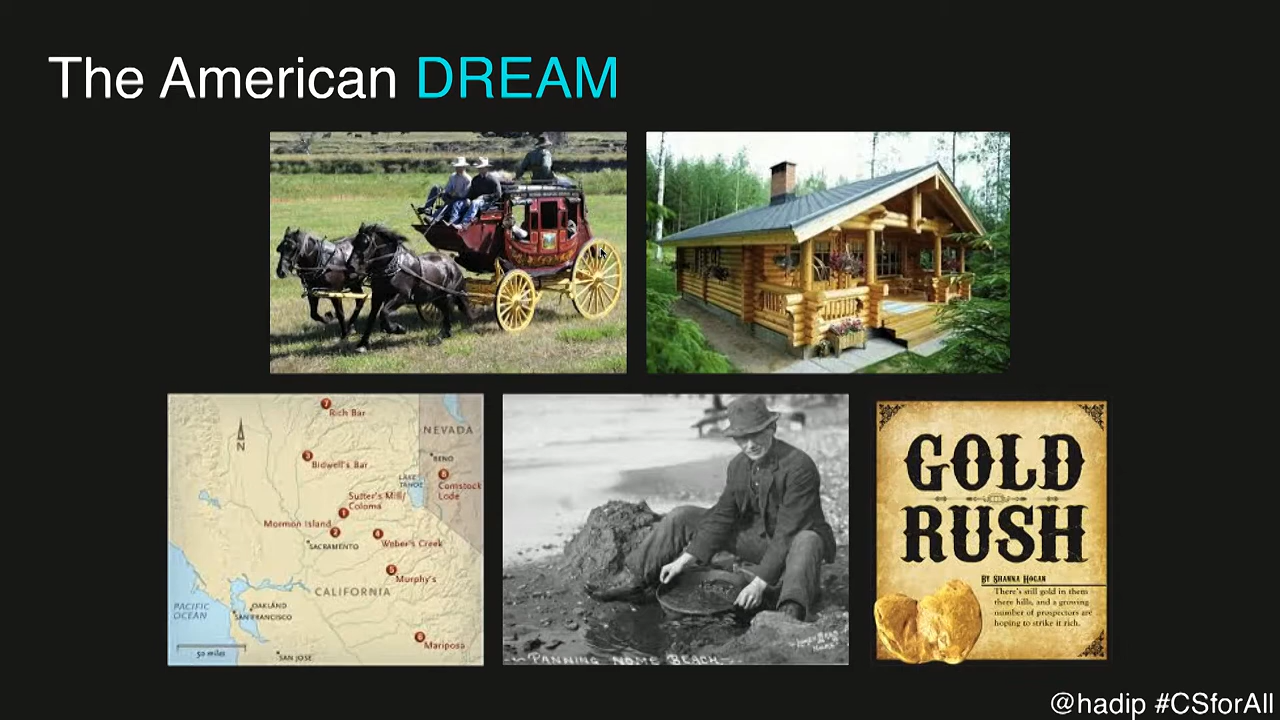 The American DREAM
7
Rich Bar
NEVADA
N
3
Bidwell's Bar
RENO
LAKE
TAHOE
6
Comstock
Lode
Sutter's Mill/
Coloma
1
Mormon Island
2
4
Weber's Creek
SACRAMENTO
5
Murphy's
CALIFORNIA
PACIFIC
OCEAN
OAKLAND
SAN FRANCISCO
Mariposa
50 miles
SAN JOSE
PANNING NOME BEACH
GOLD
RUSH
BY SHANNA HOGAN
There's still gold in them
there hills, and a growing
number of prospectors are
hoping to strike it rich.
@hadip #CSforAll